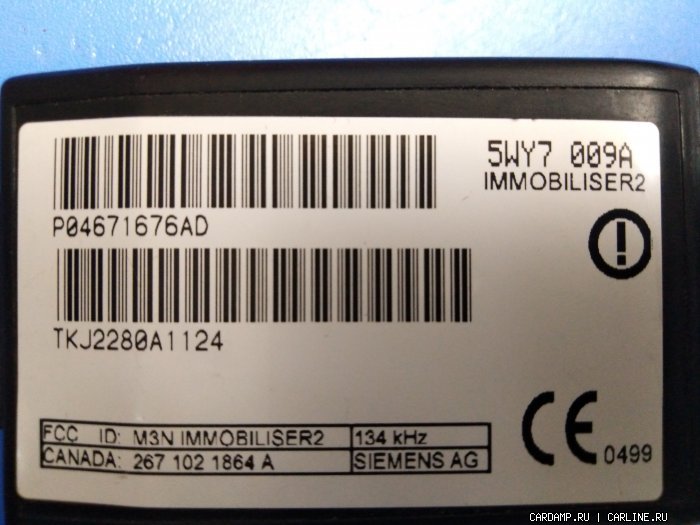 5WY7 009A
IMMOBILISER2
P04671676AD
TKJ2280A1124
FCC ID: M3N IMMOBILISER2 134 kHz
CANADA: 267 102 1864 A SIEMENS AG
CE 0499
CARDAMP.RU | CARLINE.RU